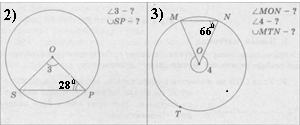 2)
∠3 - ?
∪SP - ?
O
3
S
28⁰
P
3)
∠MON - ?
∠4 - ?
∪MTN - ?
M
N
66⁰
O
4
T